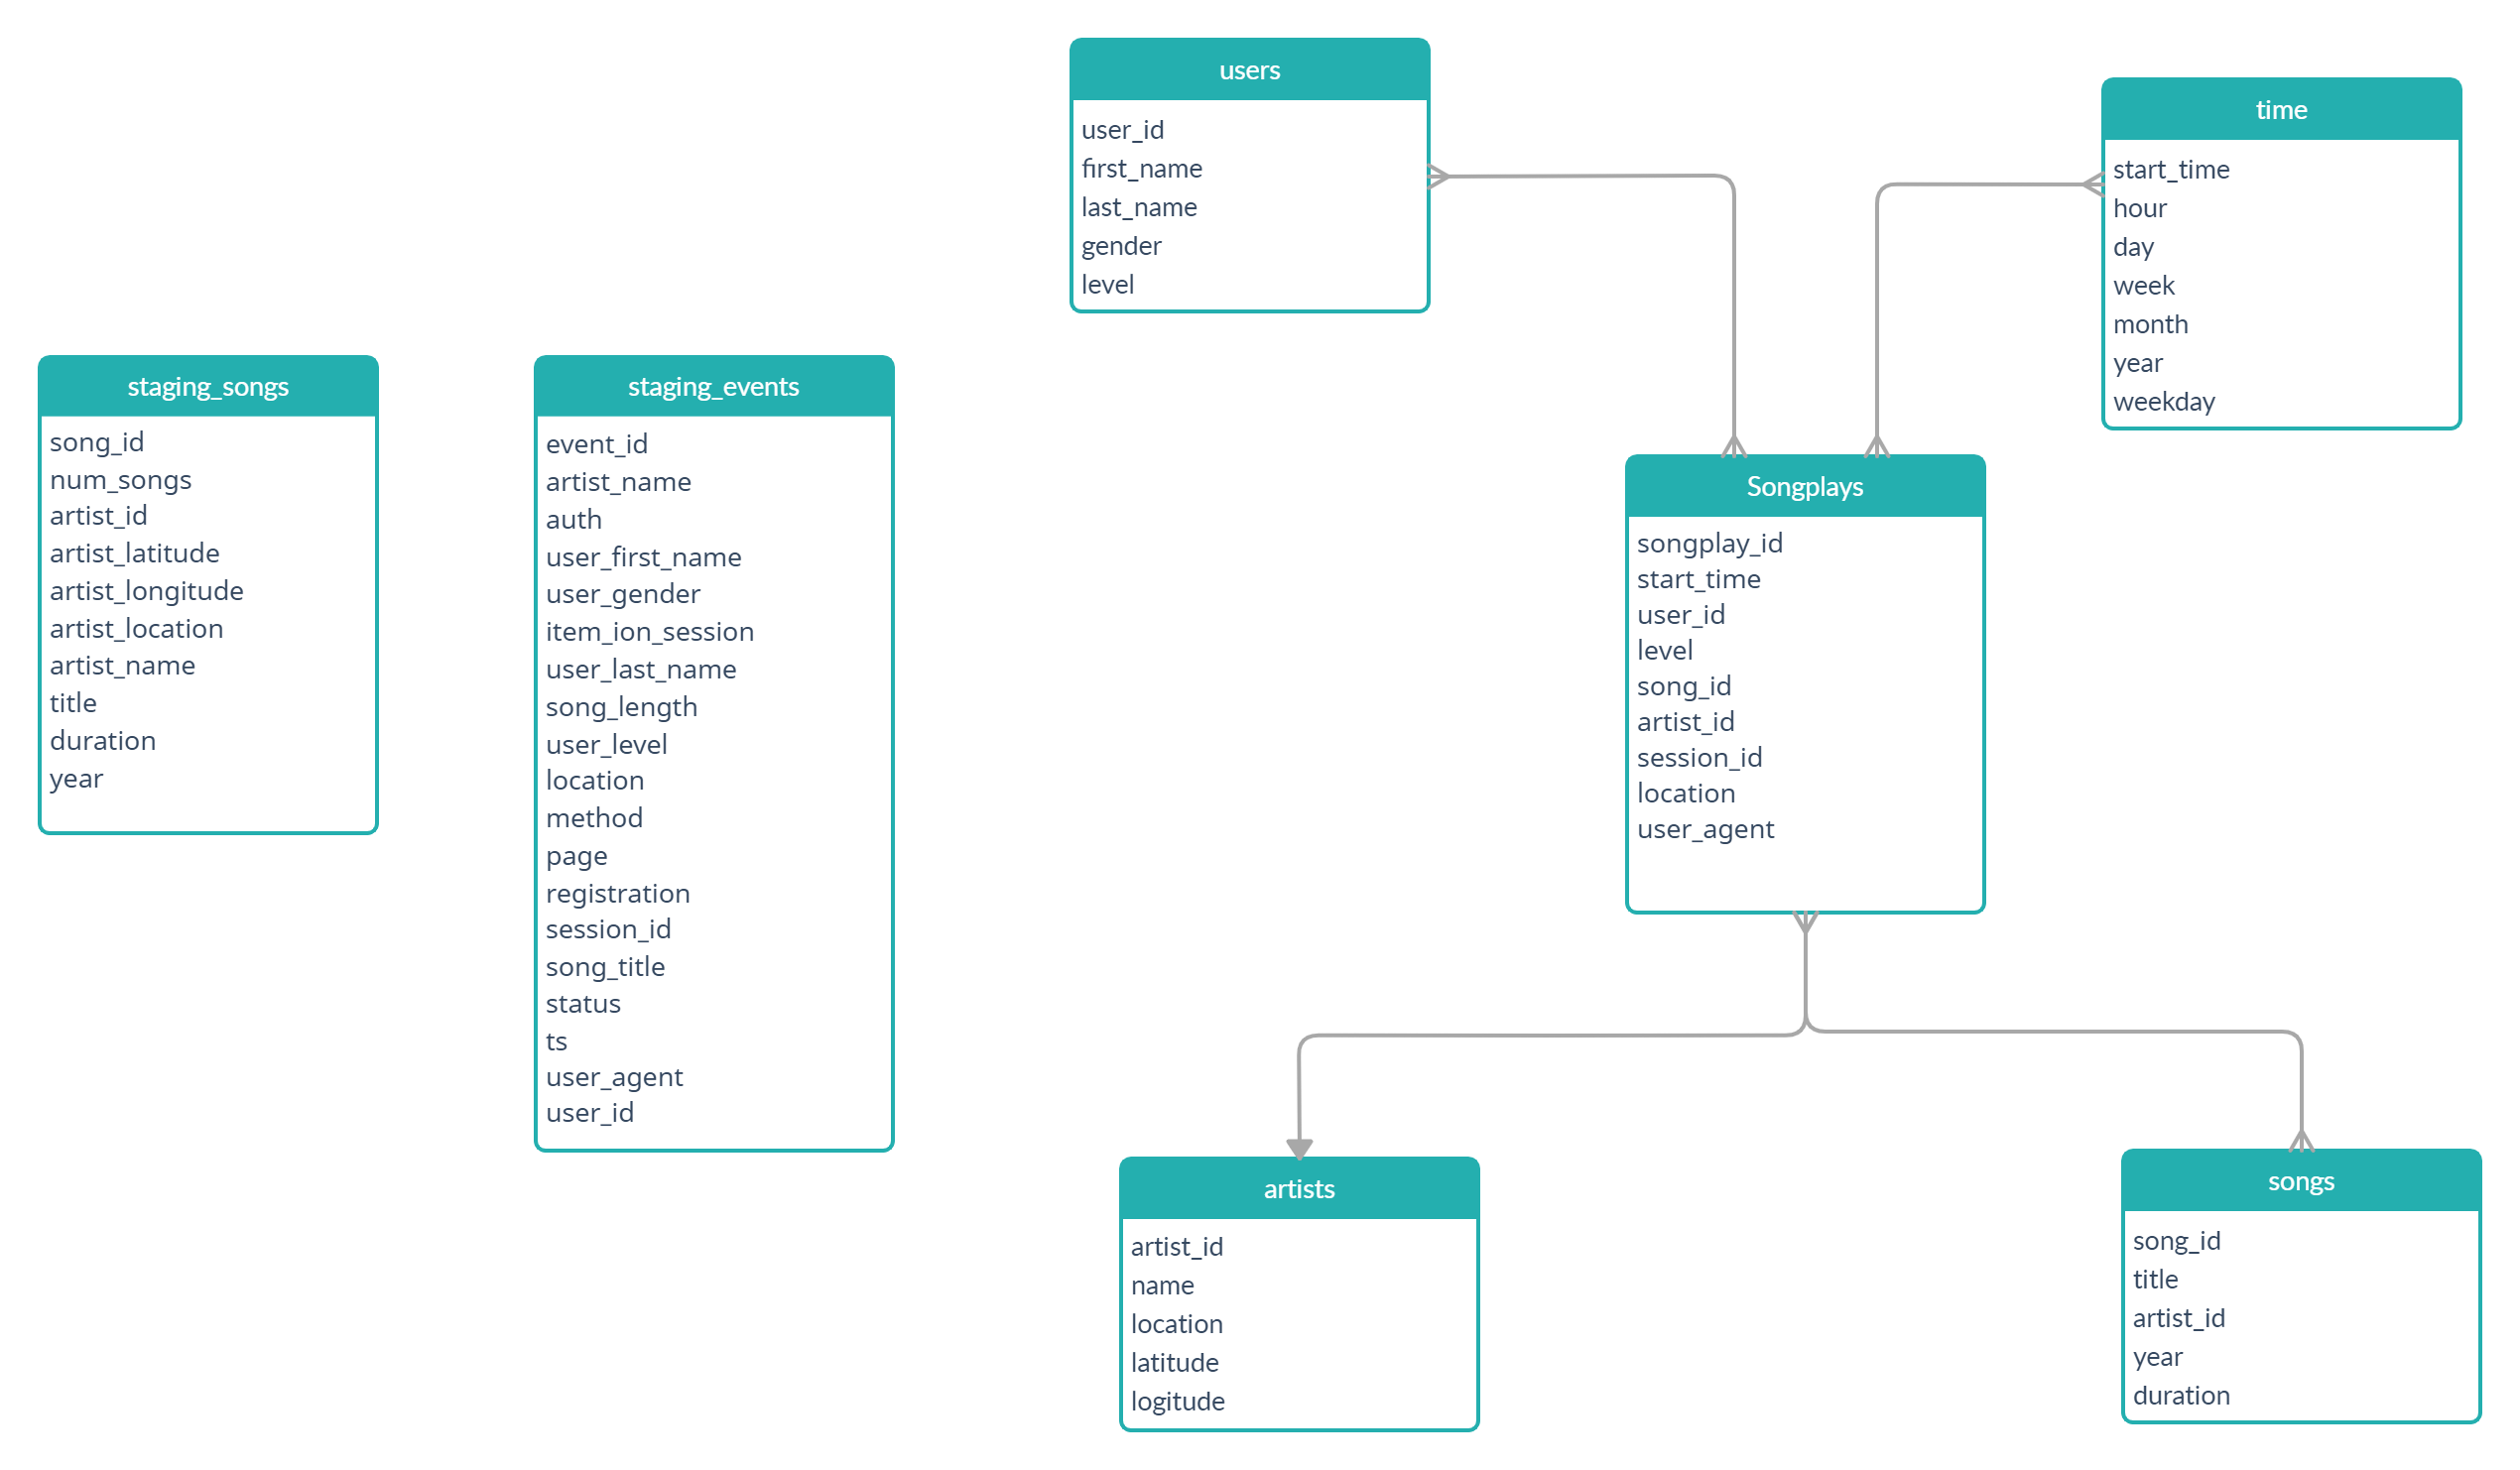 users
user_id
first_name
last_name
gender
level
time
start_time
hour
day
week
month
year
weekday
staging_songs
song_id
num_songs
artist_id
artist_latitude
artist_longitude
artist_location
artist_name
title
duration
year
staging_events
event_id
artist_name
auth
user_first_name
user_gender
item_ion_session
user_last_name
song_length
user_level
location
method
page
registration
session_id
song_title
status
ts
user_agent
user_id
Songplays
songplay_id
start_time
user_id
level
song_id
artist_id
session_id
location
user_agent
artists
artist_id
name
location
latitude
logitude
songs
song_id
title
artist_id
year
duration